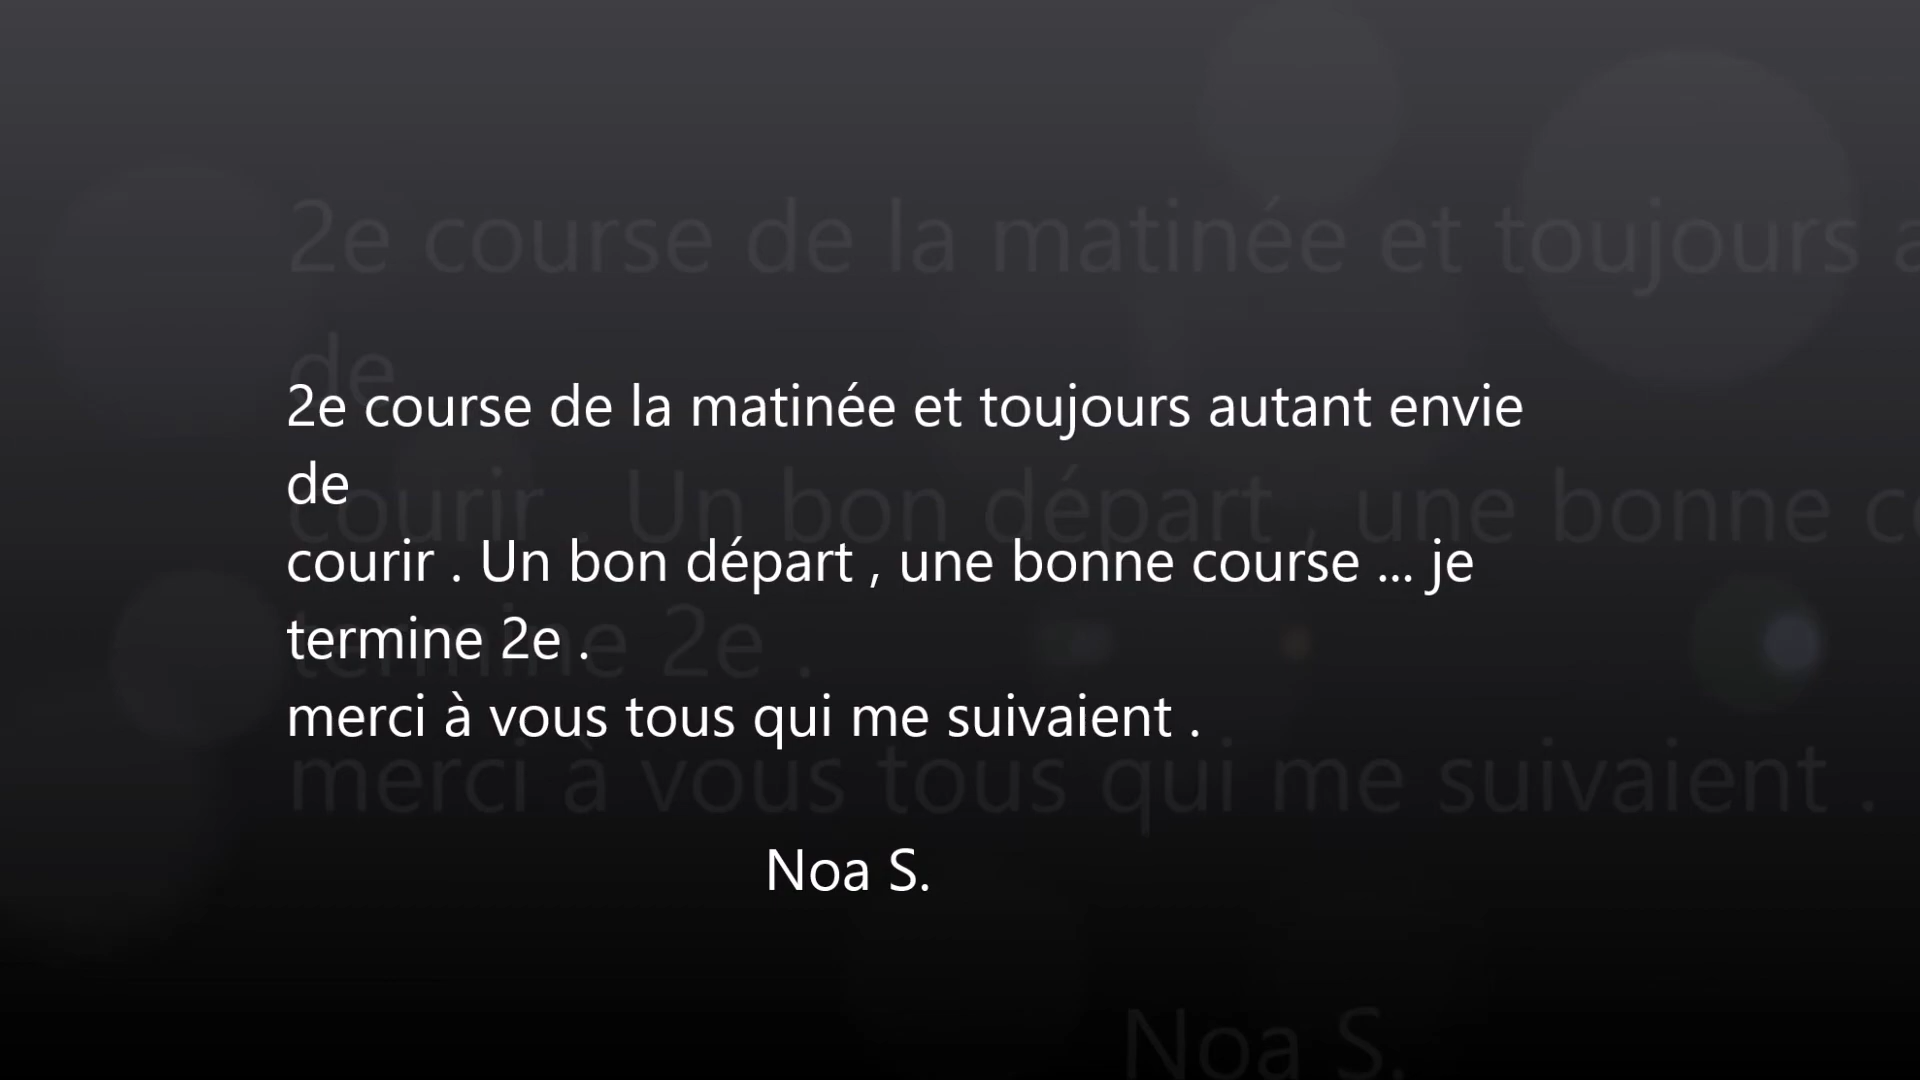 2e course de la matinée et toujours autant envie
de
courir . Un bon départ , une bonne course ... je
termine 2e .
merci à vous tous qui me suivaient .
Noa S.